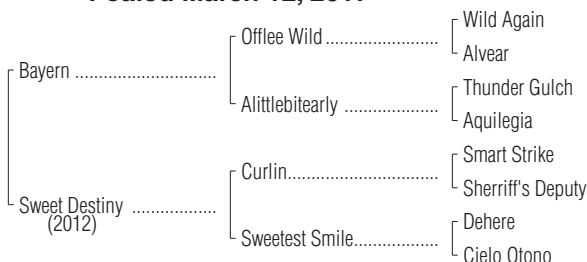 Foaled March 12, 2017
Wild Again
Offlee Wild ........................
Alvear
Bayern ..............................
Thunder Gulch
Alittlebitearly ....................
Aquilegia
Smart Strike
Curlin................................
Sherriff's Deputy
Sweet Destiny ..................
(2012)
Dehere
Sweetest Smile..................
Cielo Otono